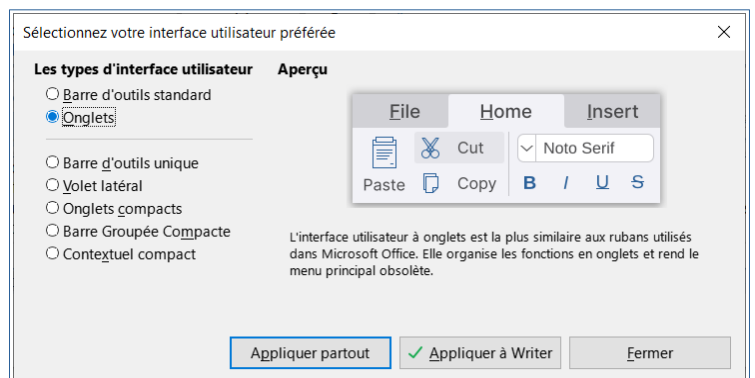 Sélectionnez votre interface utilisateur préférée
Les types d'interface utilisateur
Barre d'outils standard
Onglets
Barre d'outils unique
Volet latéral
Onglets compacts
Barre Groupée Compacte
Contextuel compact
Aperçu
File Home Insert
Cut Noto Serif
Paste Copy B I U S
L'interface utilisateur à onglets est la plus similaire aux rubans utilisés
dans Microsoft Office. Elle organise les fonctions en onglets et rend le
menu principal obsolète.
Appliquer partout Appliquer à Writer Fermer